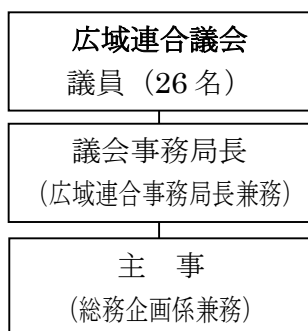 広域連合議会
議員（26名）
議会事務局長
（広域連合事務局長兼務）
主　事
（総務企画係兼務）